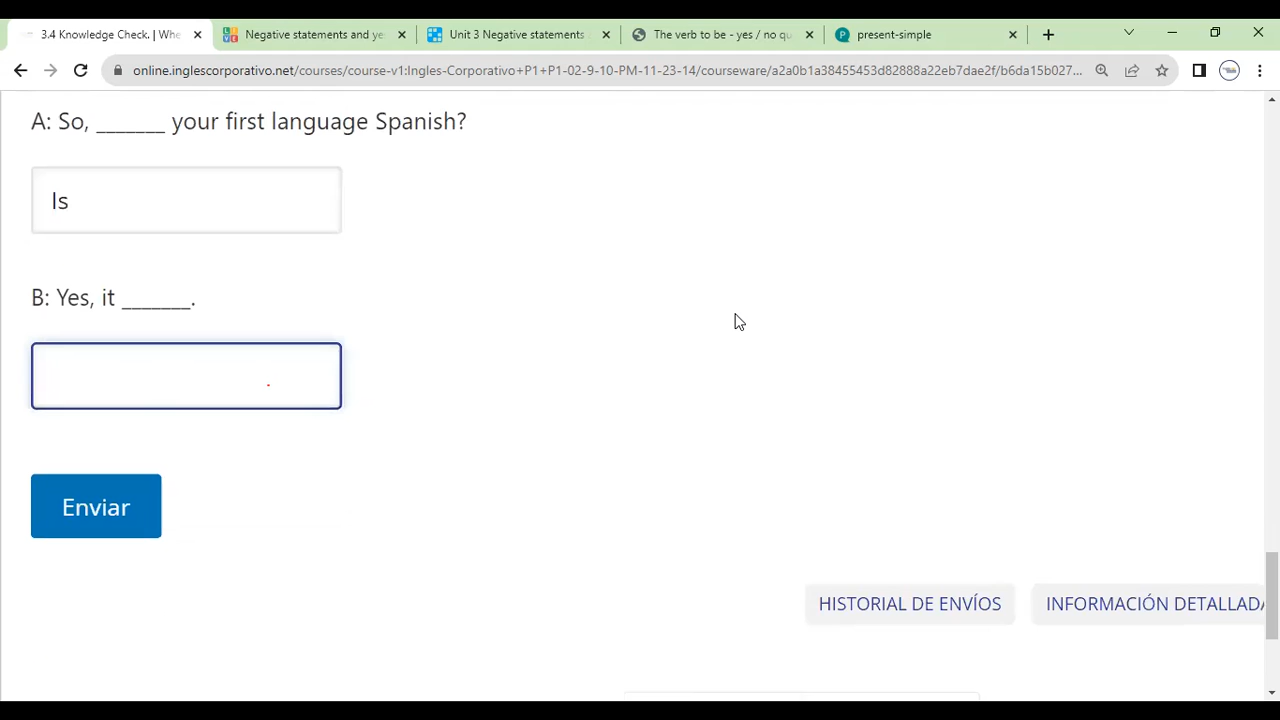 3.4 Knowledge Check. | Whe
Negative statements and ye
Unit 3 Negative statements
The verb to be - yes / no qu
present-simple
online.inglescorporativo.net/courses/course-v1:Ingles-Corporativo+P1+P1-02-9-10-PM-11-23-14/courseware/a2a0b1a38455453d82888a22eb7dae2f/b6da15b027...
A: So, _______ your first language Spanish?
Is
B: Yes, it _______.
Enviar
HISTORIAL DE ENVÍOS
INFORMACIÓN DETALLADA